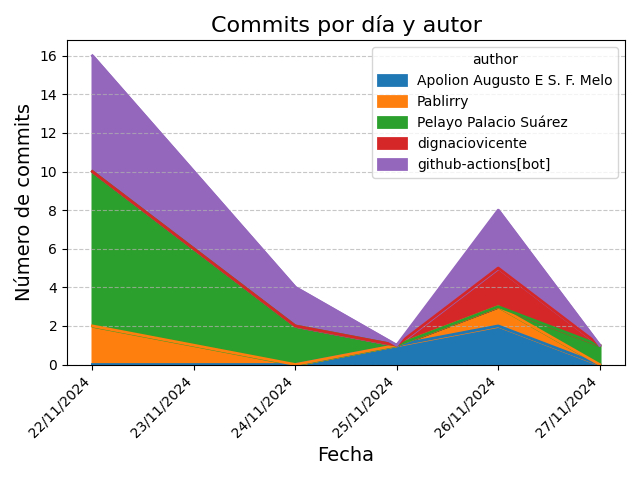 Commits por día y autor
Número de commits
16
14
12
10
8
6
4
2
0
author
Apolion Augusto E S. F. Melo
Pablirry
Pelayo Palacio Suárez
dignaciovicente
github-actions[bot]
22/11/2024
23/11/2024
24/11/2024
25/11/2024
26/11/2024
27/11/2024
Fecha